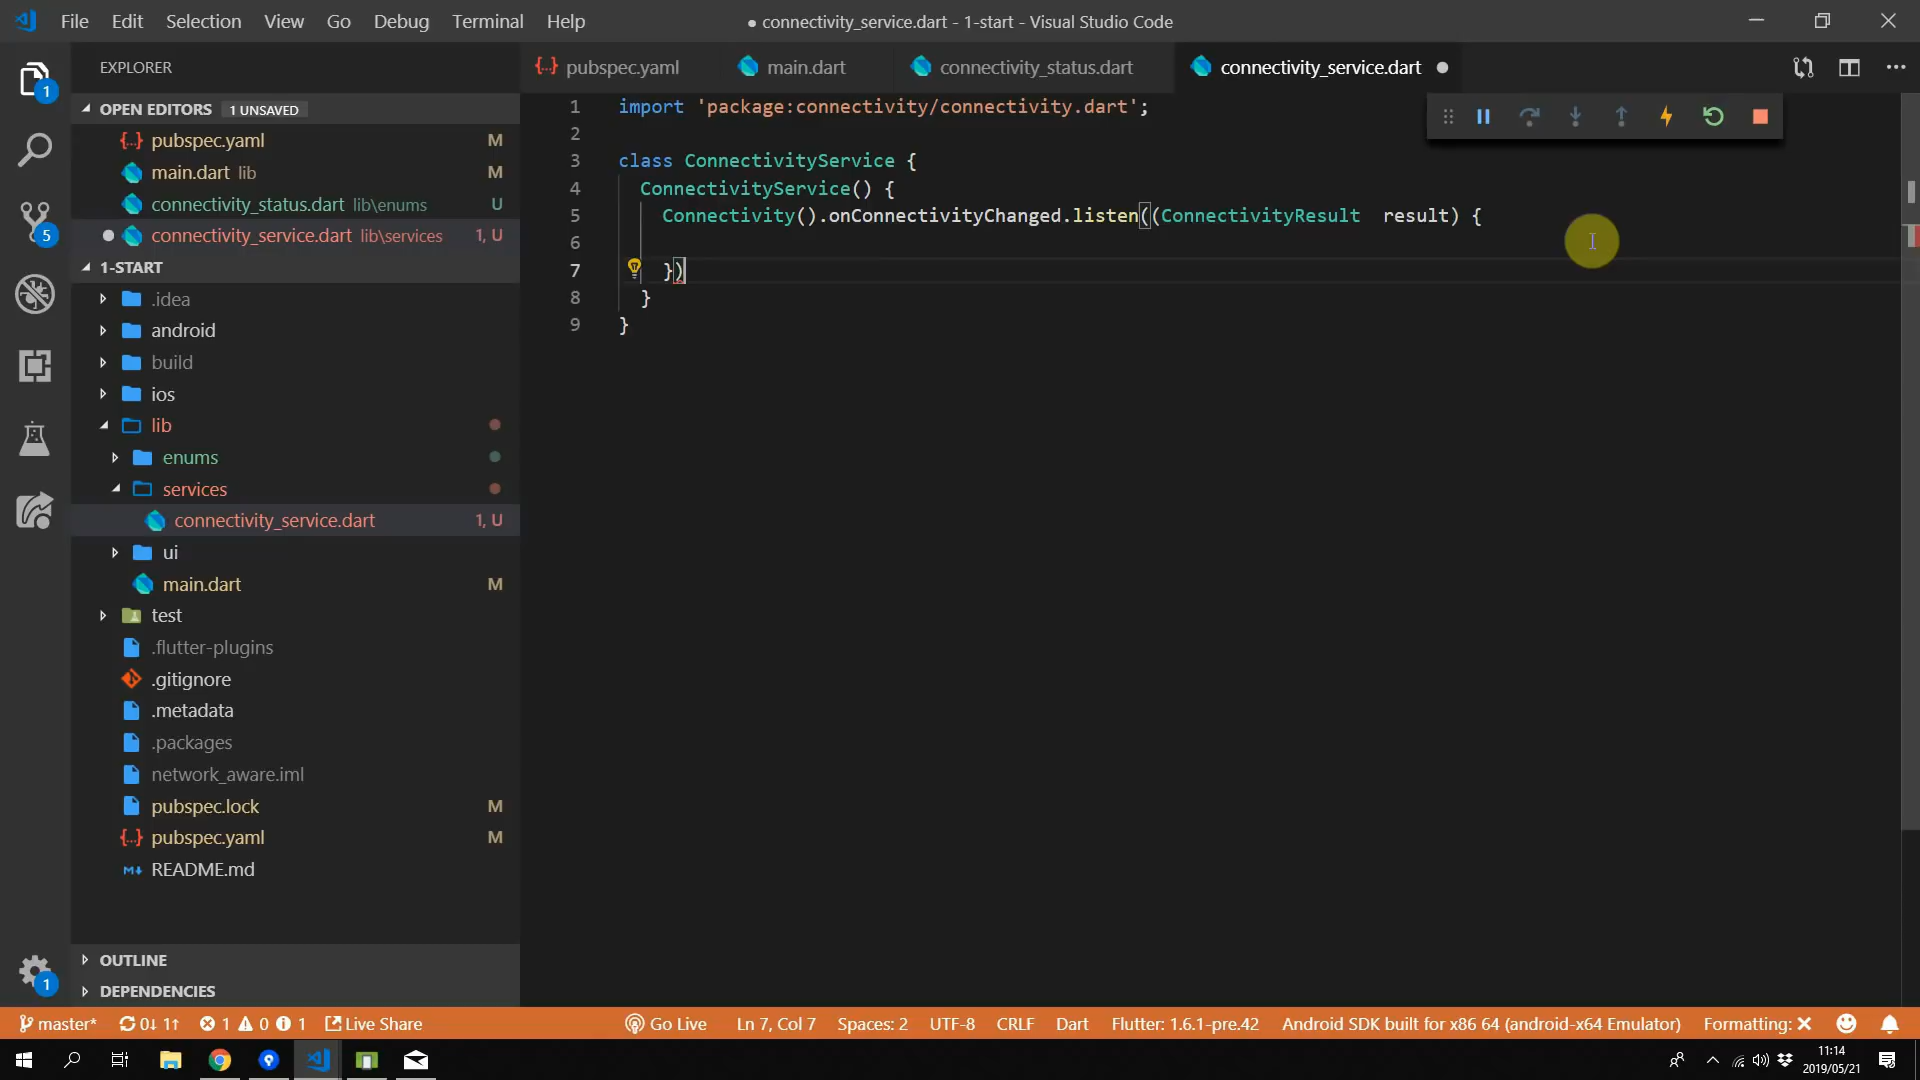 File Edit Selection View Go Debug Terminal Help
● connectivity_service.dart - 1-start - Visual Studio Code
EXPLORER
pubspec.yaml
main.dart
connectivity_status.dart
connectivity_service.dart
OPEN EDITORS 1 UNSAVED
pubspec.yaml M
main.dart lib M
connectivity_status.dart lib\enums U
connectivity_service.dart lib\services 1, U
1-START
.idea
android
build
ios
lib
enums
services
connectivity_service.dart 1, U
ui
main.dart M
test
.flutter-plugins
.gitignore
.metadata
.packages
network_aware.iml
pubspec.lock M
pubspec.yaml M
README.md
OUTLINE
DEPENDENCIES
1
5
1
1 import 'package:connectivity/connectivity.dart';
2
3 class ConnectivityService {
4 ConnectivityService() {
5 Connectivity().onConnectivityChanged.listen((ConnectivityResult result) {
6
7 })
8 }
9 }
master* 0↓ 1↑ 1 0 1 Live Share
Go Live Ln 7, Col 7 Spaces: 2 UTF-8 CRLF Dart Flutter: 1.6.1-pre.42 Android SDK built for x86 64 (android-x64 Emulator) Formatting: ✕
11:14
2019/05/21